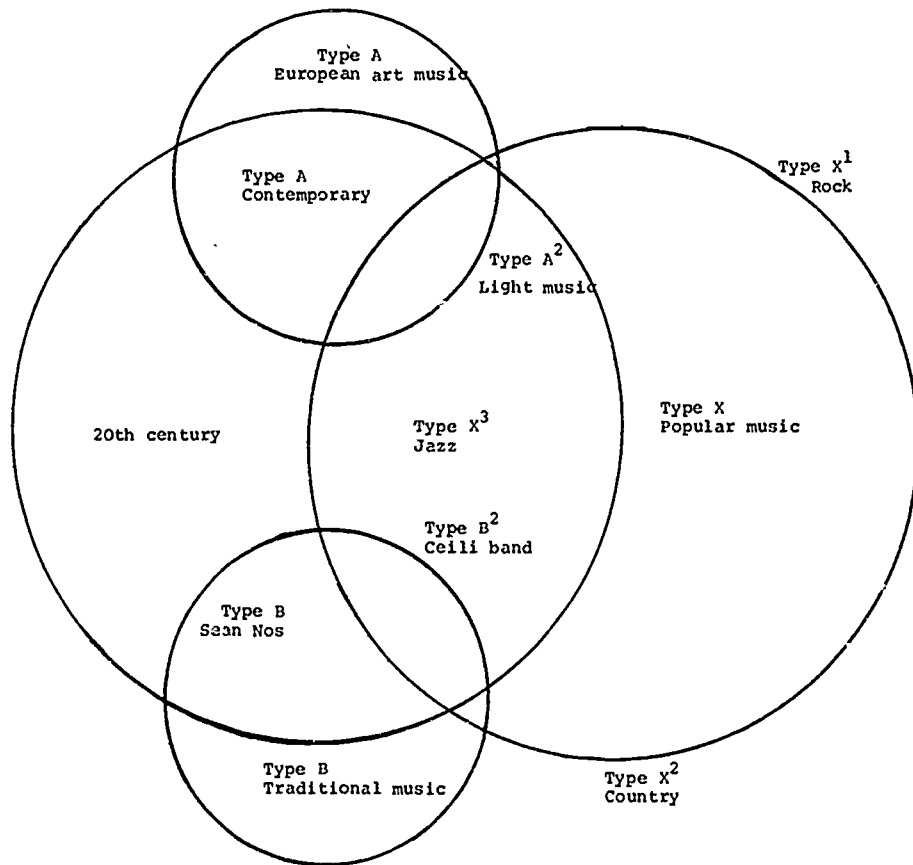 Type A
European art music
Type X¹
Rock
Type A
Contemporary
Type A²
Light music
20th century
Type X³
Jazz
Type X
Popular music
Type B²
Ceili band
Type B
Sean Nos
Type B
Traditional music
Type X²
Country